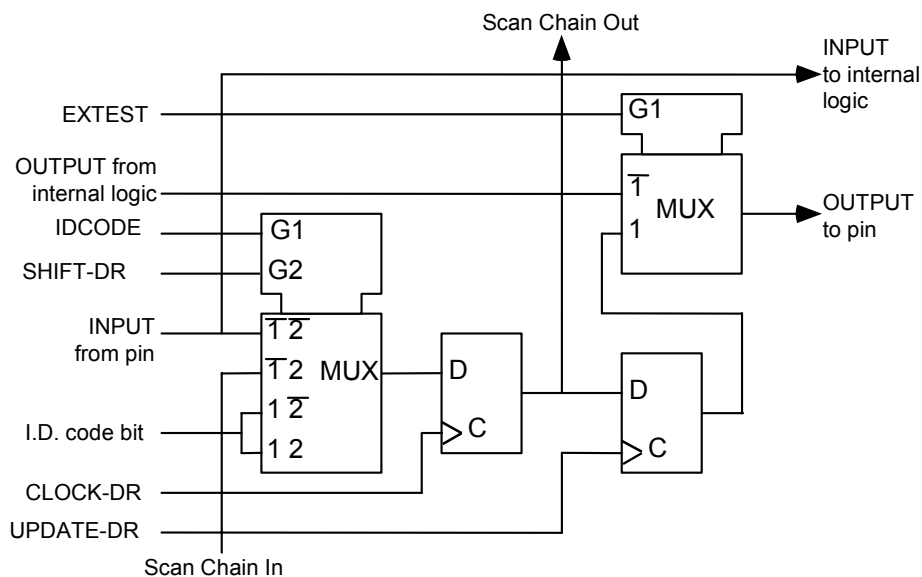 Scan Chain Out
INPUT
to internal
logic
EXTEST
G1
OUTPUT from
internal logic
1̅
MUX
OUTPUT
to pin
1
IDCODE
G1
SHIFT-DR
G2
INPUT
from pin
1̅ 2̅
1̅ 2
MUX
D
D
1 2̅
I.D. code bit
C
C
1 2
CLOCK-DR
UPDATE-DR
Scan Chain In